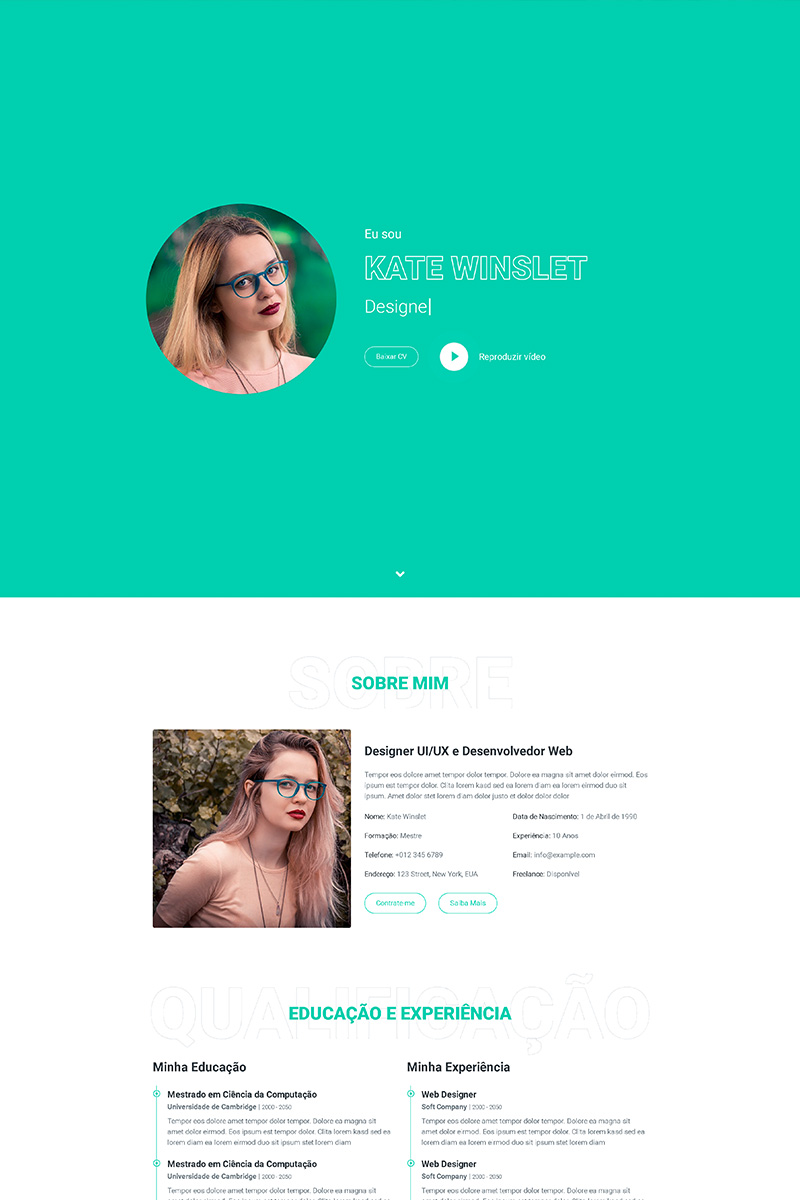 Eu sou
KATE WINSLET
Designe|
Baixar CV
Reproduzir vídeo
SOBRE
SOBRE MIM
Designer UI/UX e Desenvolvedor Web
Tempor eos dolore amet tempor dolor tempor. Dolore ea magna sit amet dolor eirmod. Eos
ipsum est tempor dolor. Clita lorem kasd sed ea lorem diam ea lorem eirmod duo sit
ipsum. Amet dolor stet lorem diam dolor justo et dolor dolor dolor
Nome: Kate Winslet
Data de Nascimento: 1 de Abril de 1990
Formação: Mestre
Experiência: 10 Anos
Telefone: +012 345 6789
Email: info@example.com
Endereço: 123 Street, New York, EUA
Freelance: Disponível
Contrate-me
Saiba Mais
QUALIFICAÇÃO
EDUCAÇÃO E EXPERIÊNCIA
Minha Educação
Mestrado em Ciência da Computação
Universidade de Cambridge | 2000 - 2050
Tempor eos dolore amet tempor dolor tempor. Dolore ea magna sit
amet dolor eirmod. Eos ipsum est tempor dolor. Clita lorem kasd sed ea
lorem diam ea lorem eirmod duo sit ipsum stet lorem diam
Mestrado em Ciência da Computação
Universidade de Cambridge | 2000 - 2050
Tempor eos dolore amet tempor dolor tempor. Dolore ea magna sit
Minha Experiência
Web Designer
Soft Company | 2000 - 2050
Tempor eos dolore amet tempor dolor tempor. Dolore ea magna sit
amet dolor eirmod. Eos ipsum est tempor dolor. Clita lorem kasd sed ea
lorem diam ea lorem eirmod duo sit ipsum stet lorem diam
Web Designer
Soft Company | 2000 - 2050
Tempor eos dolore amet tempor dolor tempor. Dolore ea magna sit